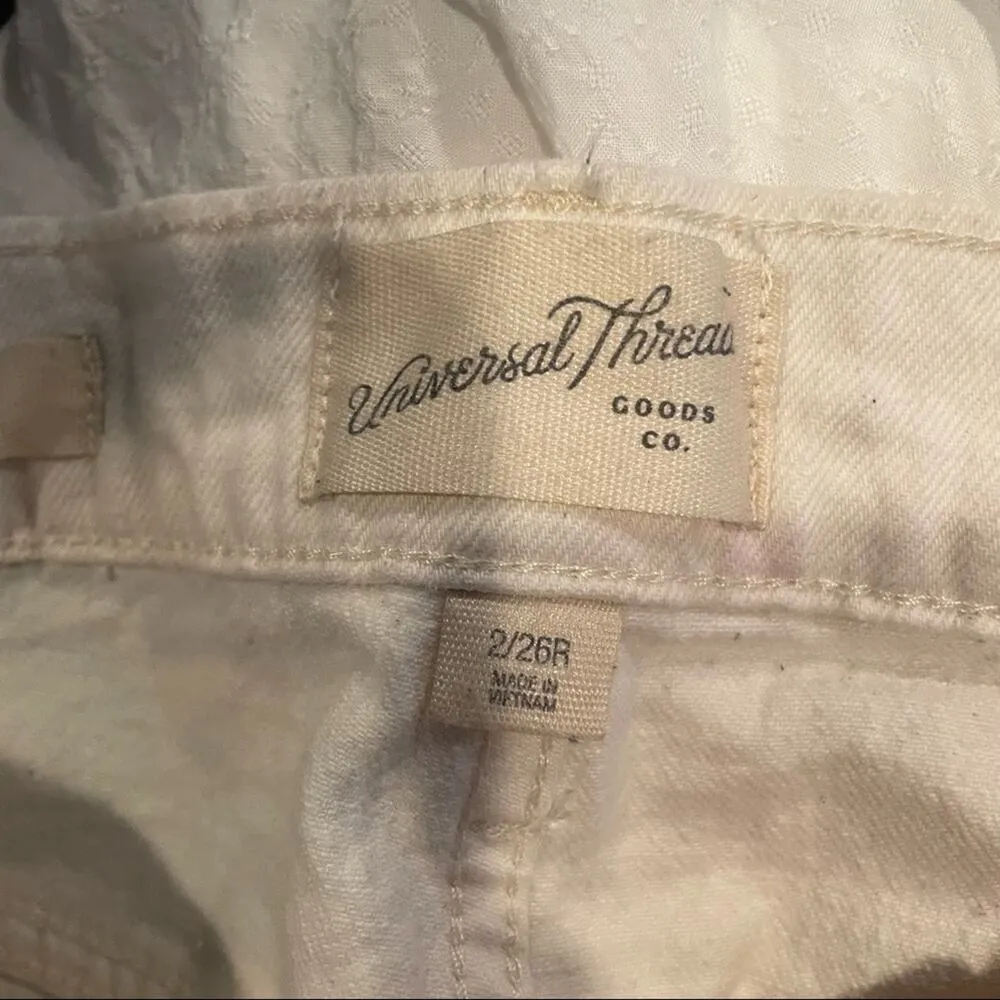 Universal Thread
GOODS
CO.
2/26R
MADE IN
VIETNAM